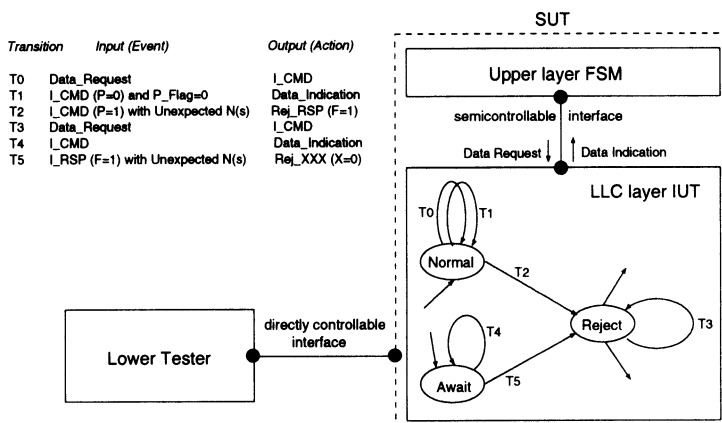 SUT
Transition Input (Event) Output (Action)
T0 Data_Request I_CMD
T1 I_CMD (P=0) and P_Flag=0 Data_Indication
T2 I_CMD (P=1) with Unexpected N(s) Rej_RSP (F=1)
T3 Data_Request I_CMD
T4 I_CMD Data_Indication
T5 I_RSP (F=1) with Unexpected N(s) Rej_XXX (X=0)
Upper layer FSM
semicontrollable interface
Data Request Data Indication
LLC layer IUT
T0 T1
Normal
T2
Reject
T3
T4
Await
T5
directly controllable
interface
Lower Tester